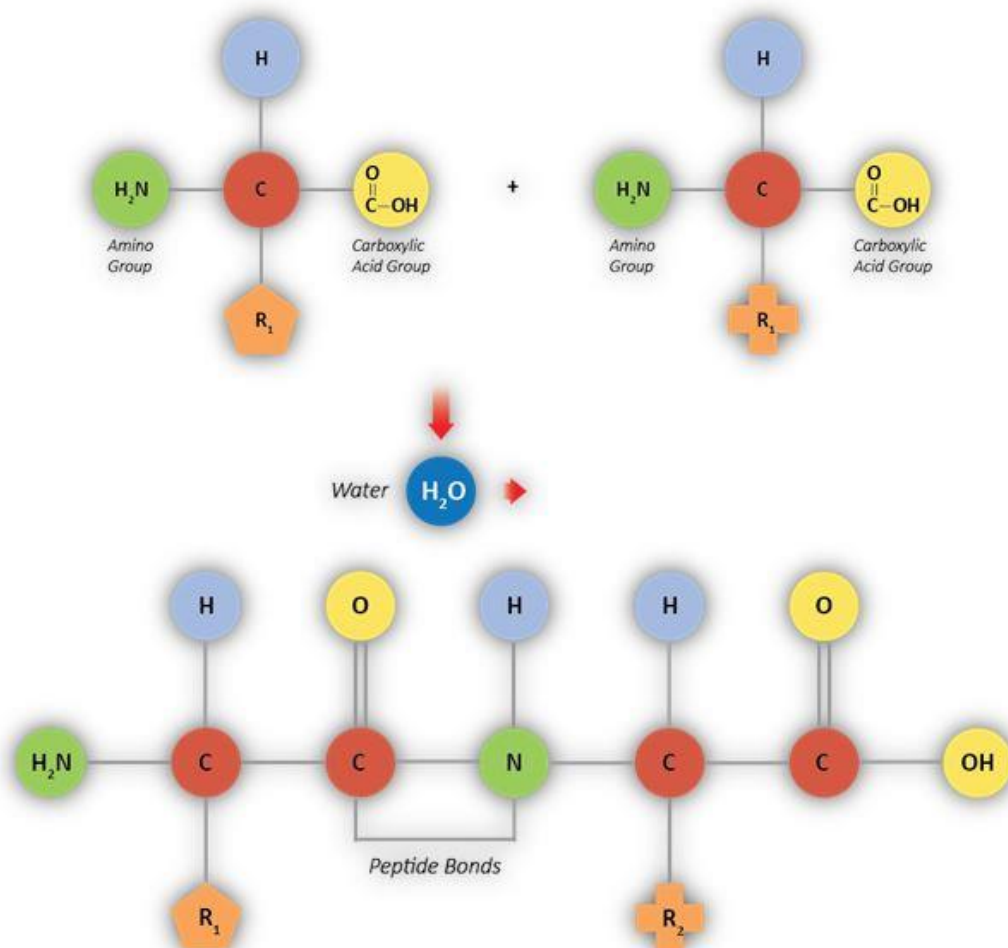 H H
H₂N C O
C–OH + H₂N C O
C–OH
Amino Group Carboxylic Acid Group Amino Group Carboxylic Acid Group
R₁ R₁
Water H₂O
H O H H O
H₂N C C N C C OH
Peptide Bonds
R₁ R₂